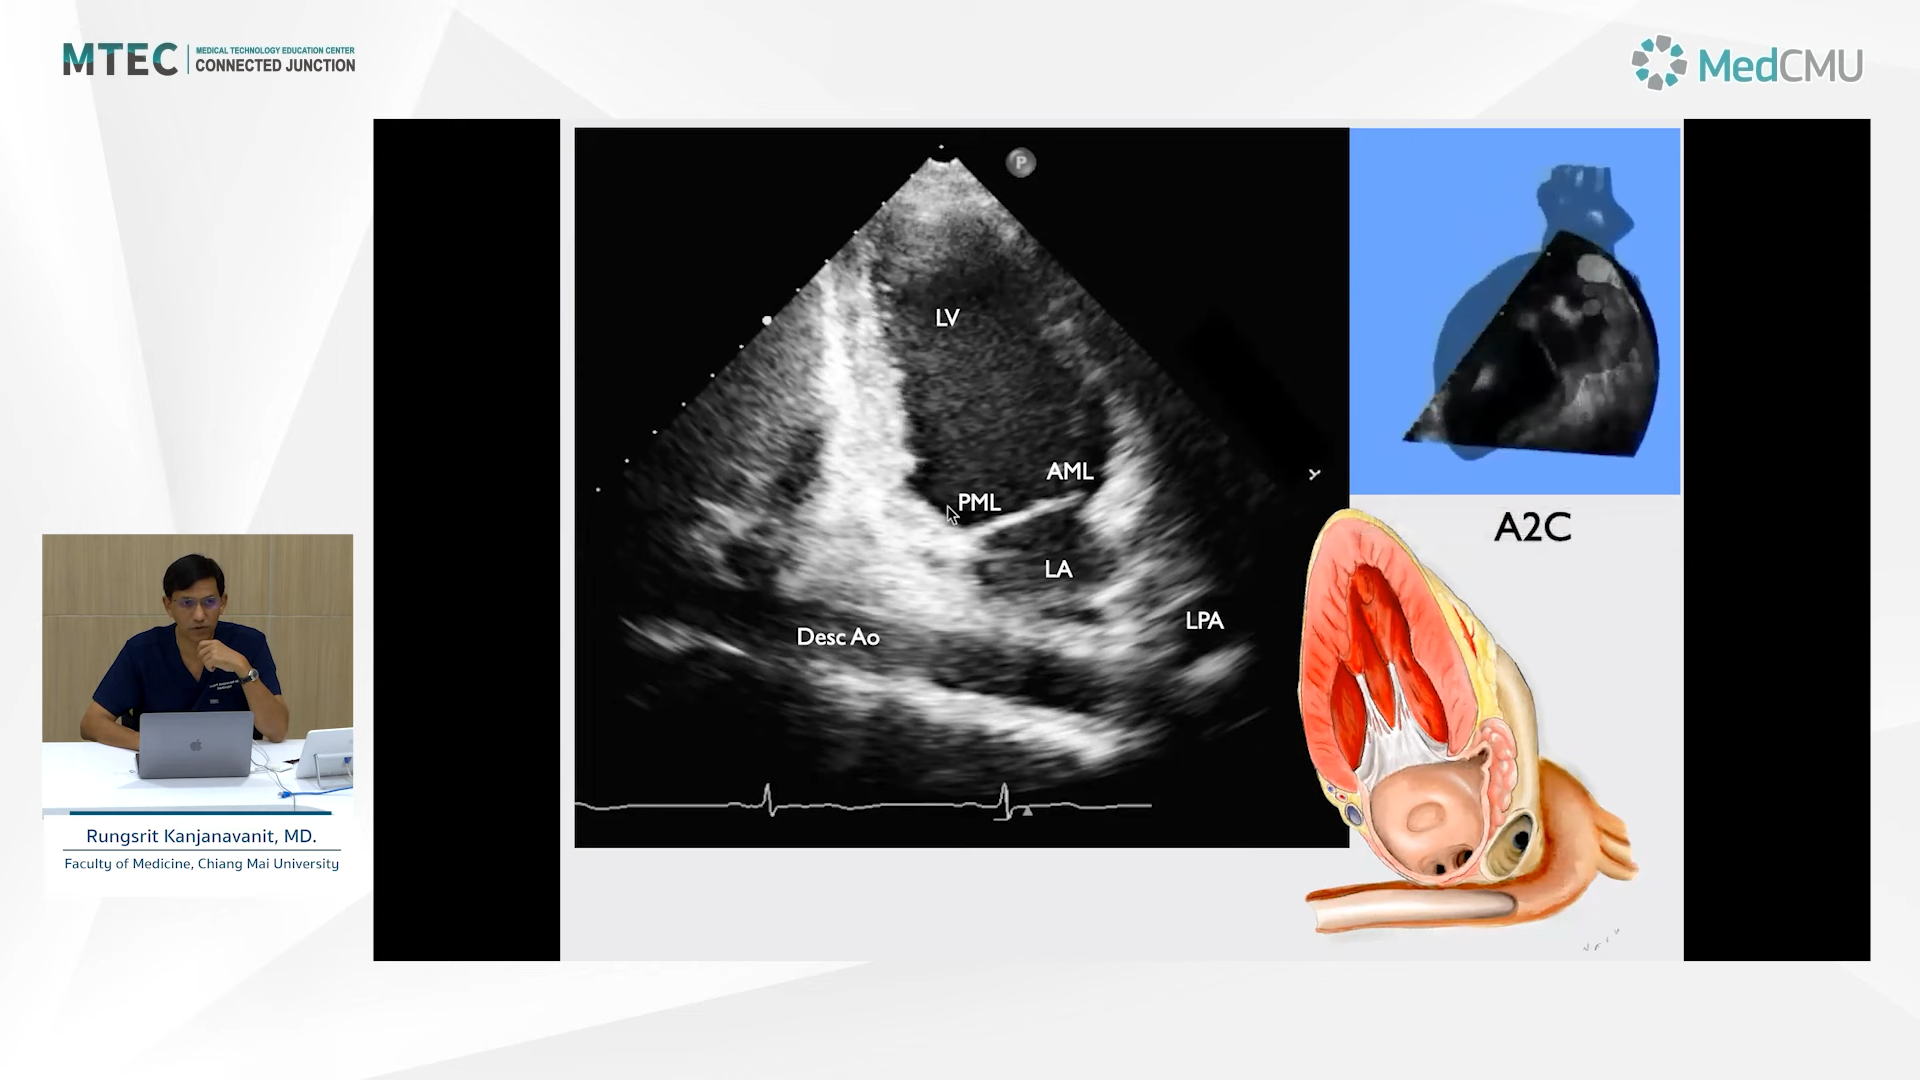 MTEC
MEDICAL TECHNOLOGY EDUCATION CENTER
CONNECTED JUNCTION
MedCMU
P
LV
AML
PML
LA
LPA
Desc Ao
A2C
Rungsrit Kanjanavanit, MD.
Faculty of Medicine, Chiang Mai University